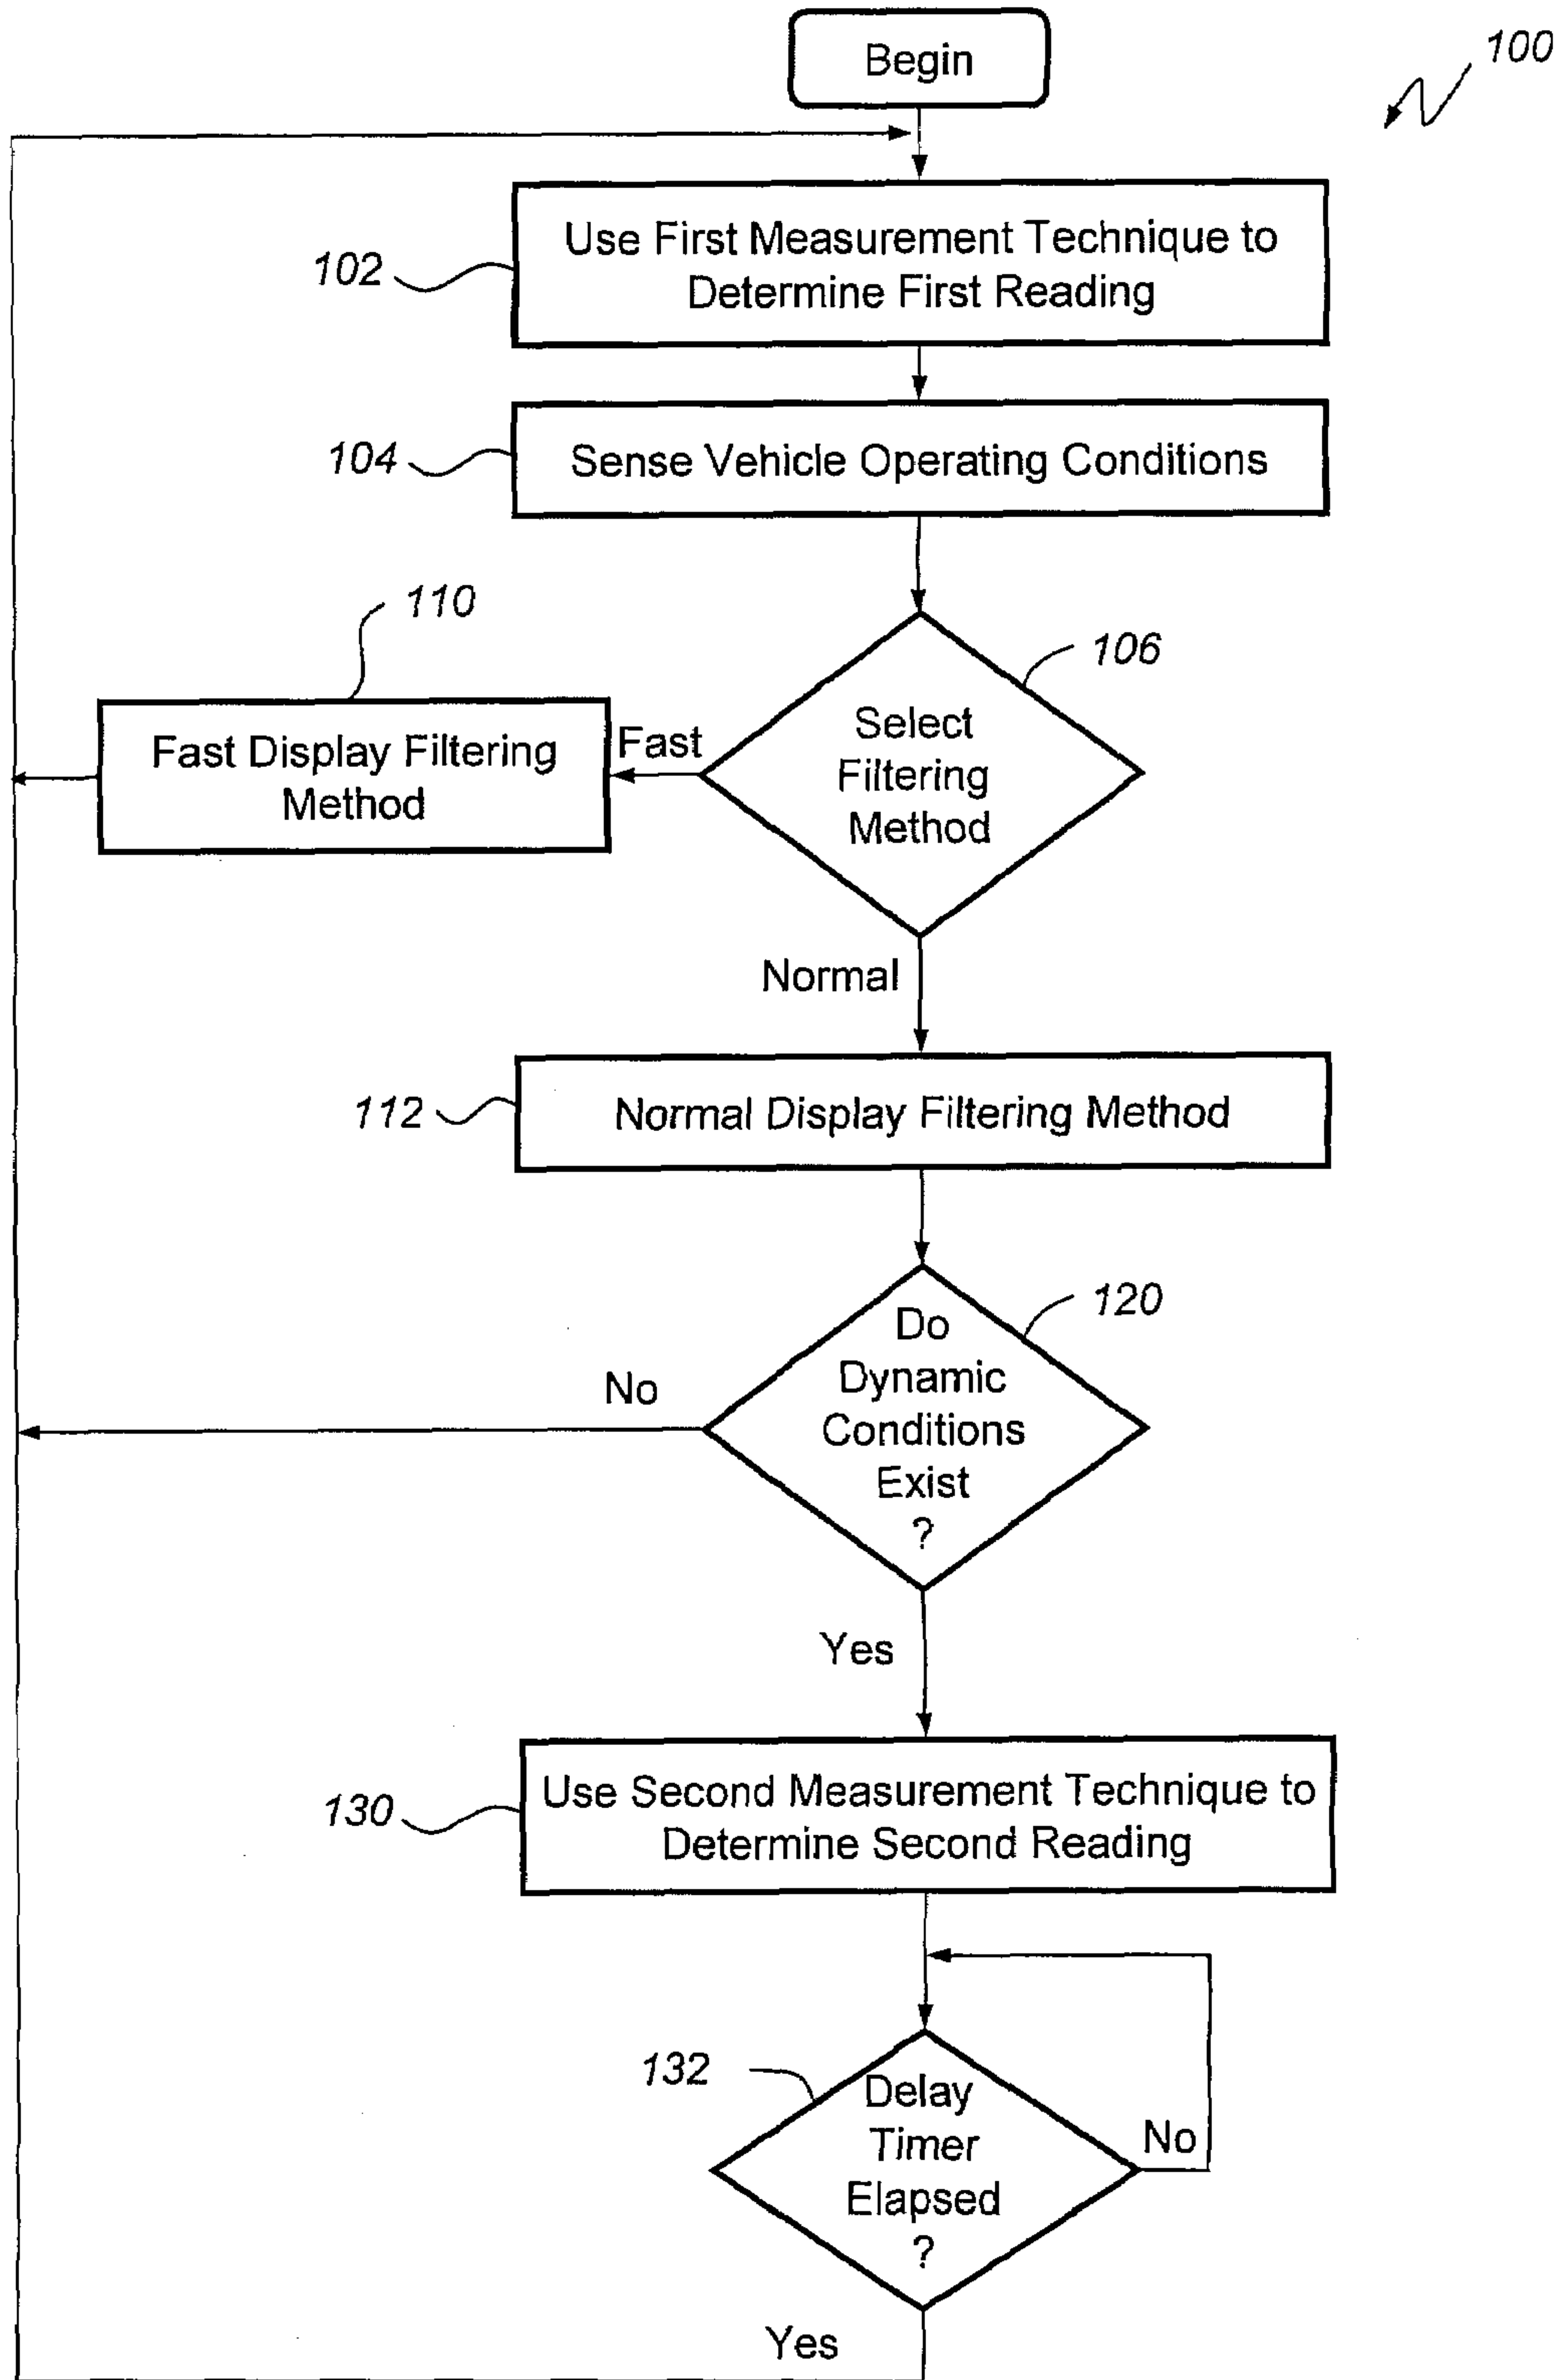 Begin
100
Use First Measurement Technique to
Determine First Reading
102
Sense Vehicle Operating Conditions
104
106
Select
Filtering
Method
110
Fast
Fast Display Filtering
Method
Normal
Normal Display Filtering Method
112
120
Do
Dynamic
Conditions
Exist
?
No
Yes
Use Second Measurement Technique to
Determine Second Reading
130
132
Delay
Timer
Elapsed
?
No
Yes